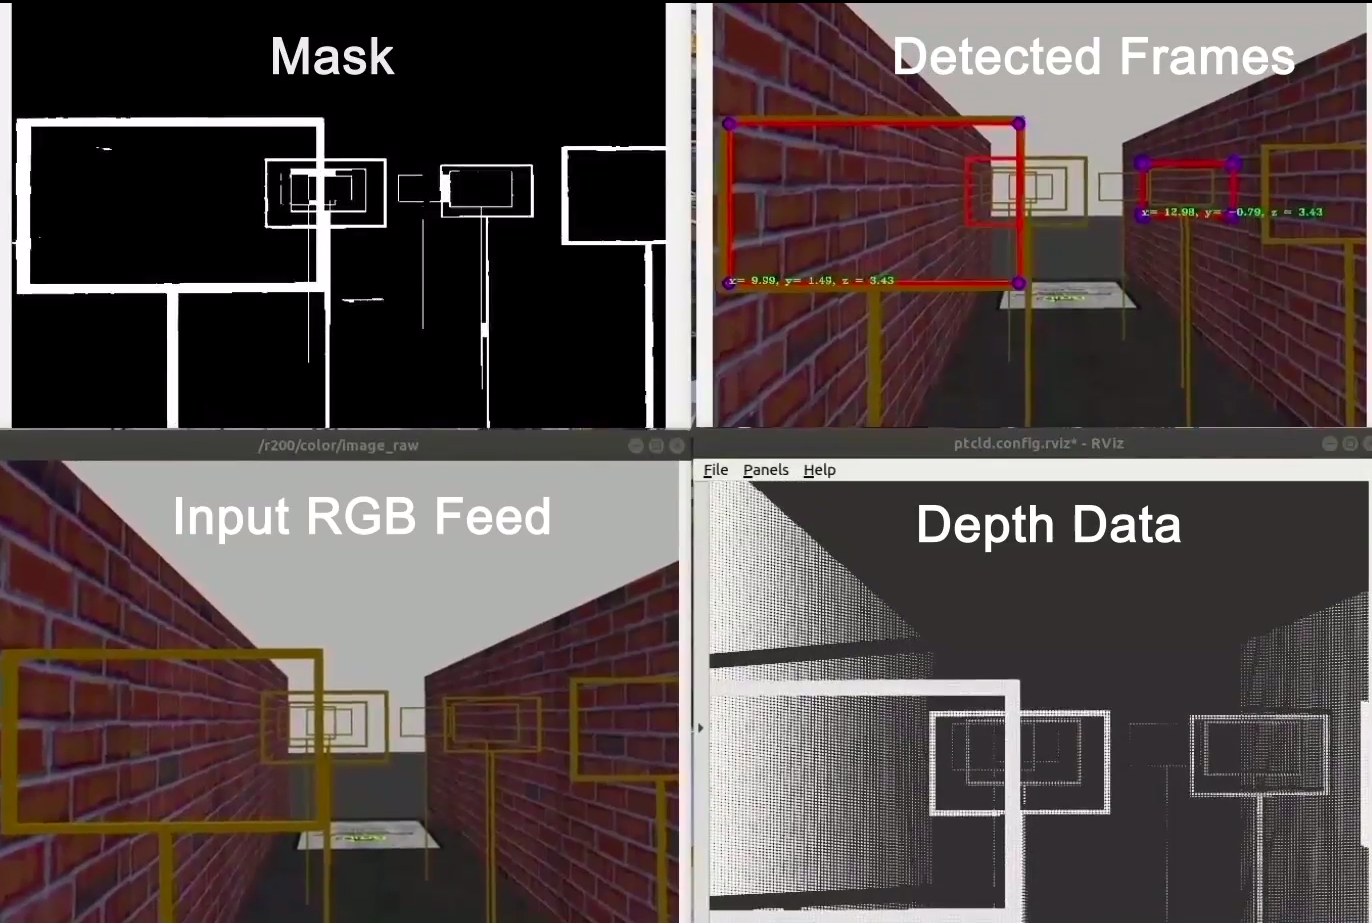 Mask
Detected Frames
x= 12.98, y= -0.79, z = 3.43
x= 9.99, y= 1.49, z = 3.43
/r200/color/image_raw
ptcld.config.rviz* - RViz
File Panels Help
Input RGB Feed
Depth Data